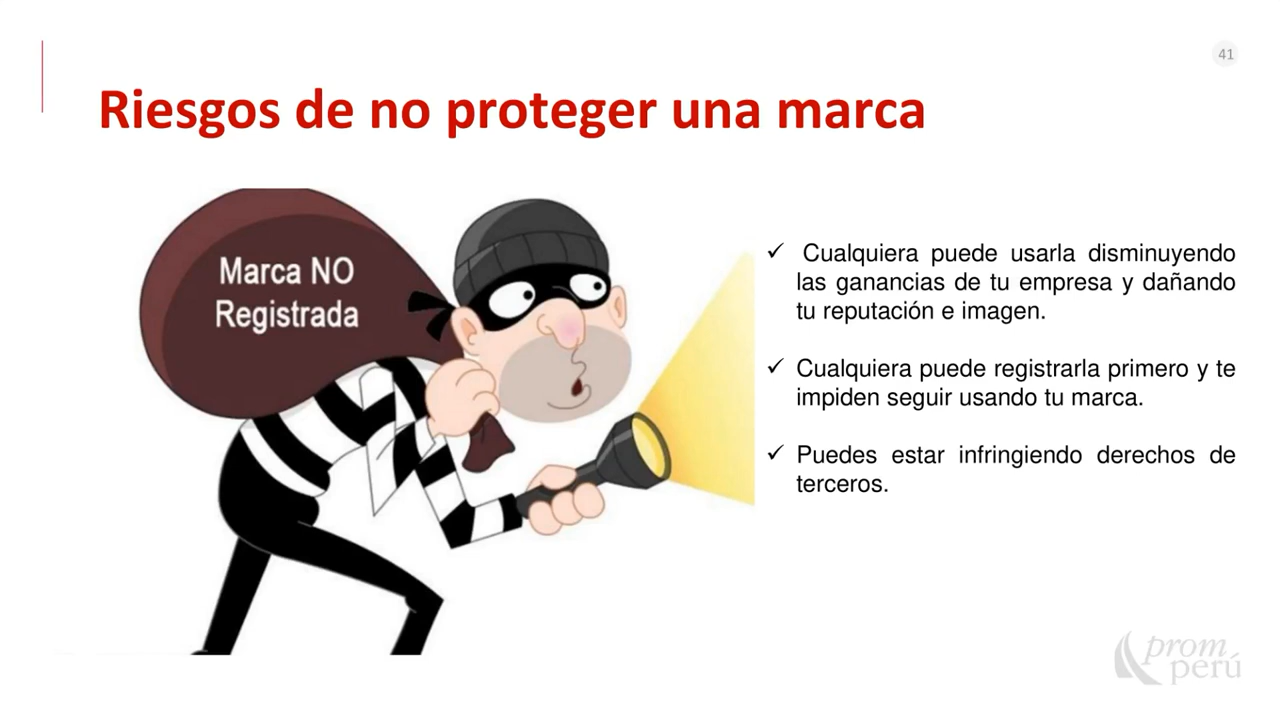 41
Riesgos de no proteger una marca
Marca NO
Registrada
✓ Cualquiera puede usarla disminuyendo
las ganancias de tu empresa y dañando
tu reputación e imagen.
✓ Cualquiera puede registrarla primero y te
impiden seguir usando tu marca.
✓ Puedes estar infringiendo derechos de
terceros.
prom
perú